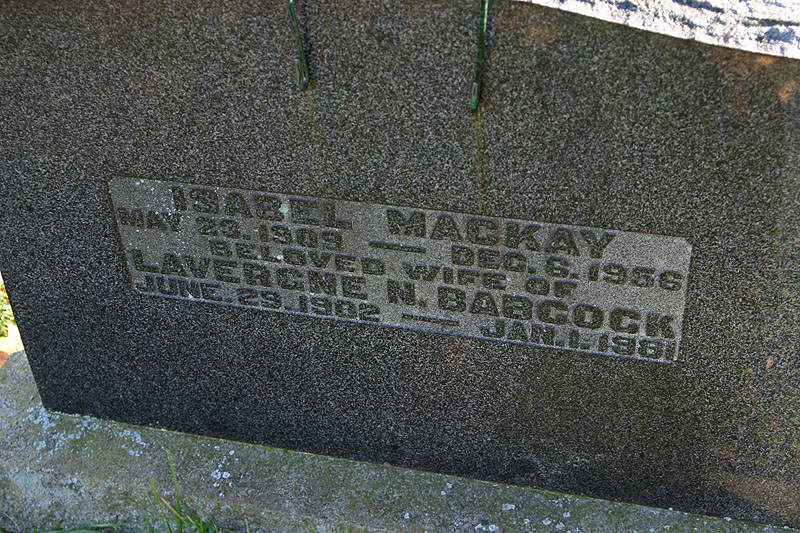 ISABEL MACKAY
MAY 23.1903 — DEC. 6. 1956
BELOVED WIFE OF
LAVERGNE N. BABCOCK
JUNE. 29. 1902 — JAN. 1. 1981